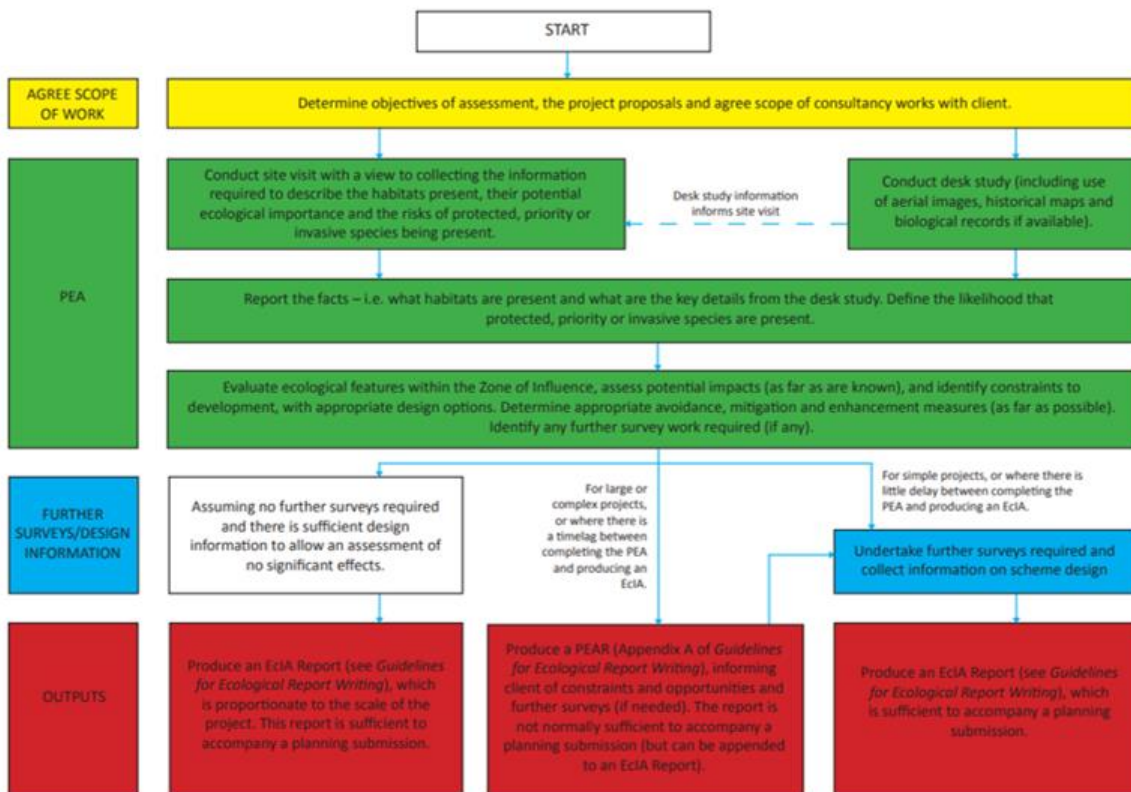 START
AGREE SCOPE
OF WORK
Determine objectives of assessment, the project proposals and agree scope of consultancy works with client.
PEA
Conduct site visit with a view to collecting the information
required to describe the habitats present, their potential
ecological importance and the risks of protected, priority or
invasive species being present.
Desk study information
informs site visit
Conduct desk study (including use
of aerial images, historical maps and
biological records if available).
Report the facts – i.e. what habitats are present and what are the key details from the desk study. Define the likelihood that
protected, priority or invasive species are present.
Evaluate ecological features within the Zone of Influence, assess potential impacts (as far as are known), and identify constraints to
development, with appropriate design options. Determine appropriate avoidance, mitigation and enhancement measures (as far as possible).
Identify any further survey work required (if any).
FURTHER
SURVEYS/DESIGN
INFORMATION
Assuming no further surveys required
and there is sufficient design
information to allow an assessment of
no significant effects.
For large or
complex projects,
or where there is
a timelag between
completing the PEA
and producing an
EcIA.
For simple projects, or where there is
little delay between completing the
PEA and producing an EcIA.
Undertake further surveys required and
collect information on scheme design
OUTPUTS
Produce an EcIA Report (see Guidelines
for Ecological Report Writing), which
is proportionate to the scale of the
project. This report is sufficient to
accompany a planning submission.
Produce a PEAR (Appendix A of Guidelines
for Ecological Report Writing), informing
client of constraints and opportunities and
further surveys (if needed). The report is
not normally sufficient to accompany a
planning submission (but can be appended
to an EcIA Report).
Produce an EcIA Report (see Guidelines
for Ecological Report Writing), which
is sufficient to accompany a planning
submission.